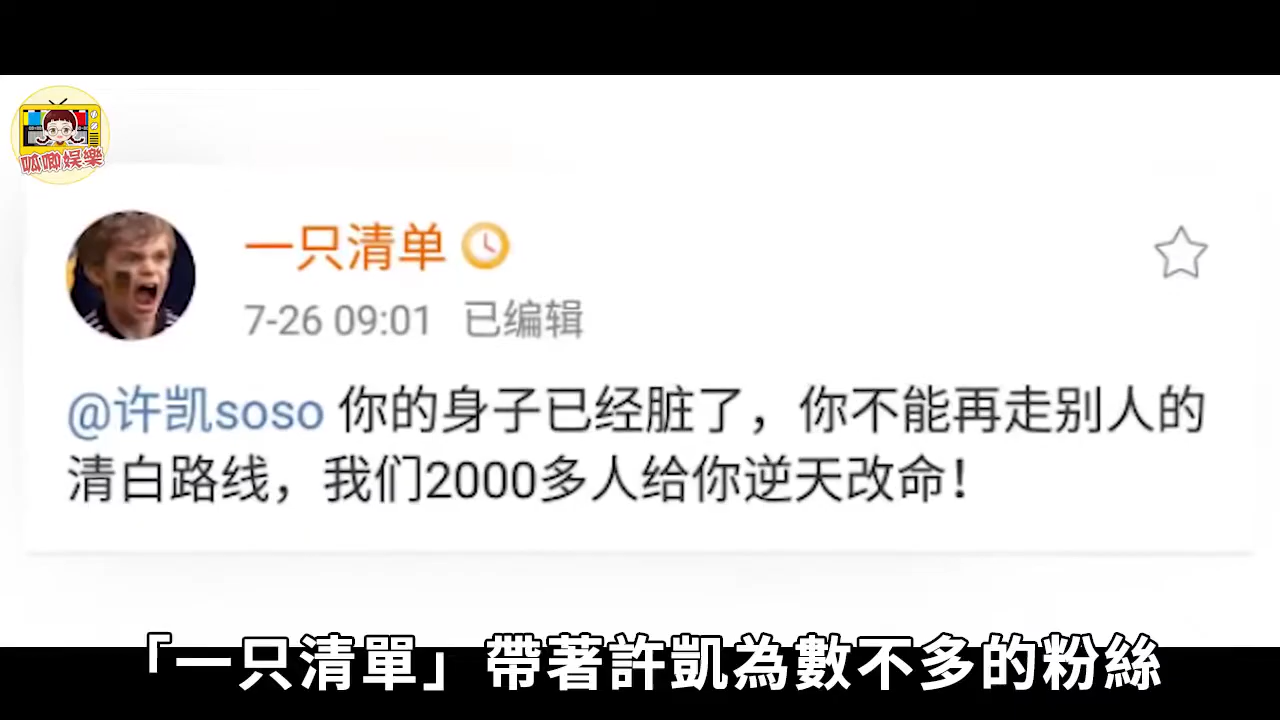 呱唧娱樂
一只清单
7-26 09:01 已编辑
@许凯soso 你的身子已经脏了，你不能再走别人的
清白路线，我们2000多人给你逆天改命！
「一只清單」帶著許凱為數不多的粉絲